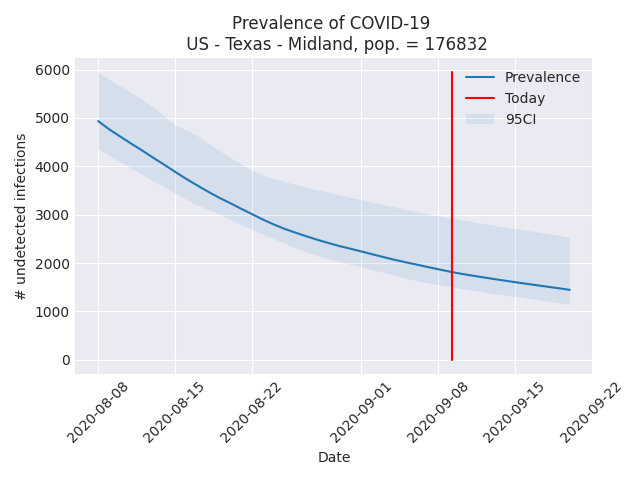 Prevalence of COVID-19
US - Texas - Midland, pop. = 176832
6000
5000
4000
3000
2000
1000
0
# undetected infections
Prevalence
Today
95CI
2020-08-08
2020-08-15
2020-08-22
2020-09-01
2020-09-08
2020-09-15
2020-09-22
Date